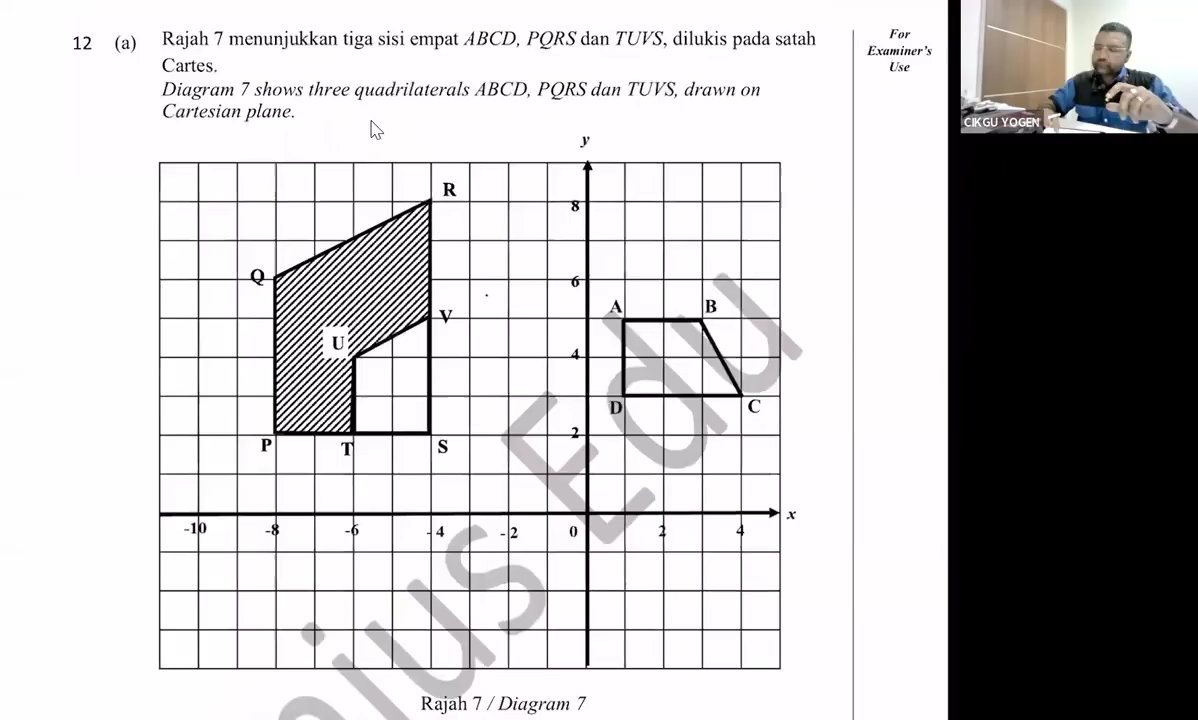 12 (a) Rajah 7 menunjukkan tiga sisi empat ABCD, PQRS dan TUVS, dilukis pada satah
Cartes.
Diagram 7 shows three quadrilaterals ABCD, PQRS dan TUVS, drawn on
Cartesian plane.
For
Examiner's
Use
CIKGU YOGEN
y
R
8
Q
6
A B
V
U
4
D C
P T S
2
x
-10 -8 -6 -4 -2 0 2 4
nius Edu
Rajah 7 / Diagram 7